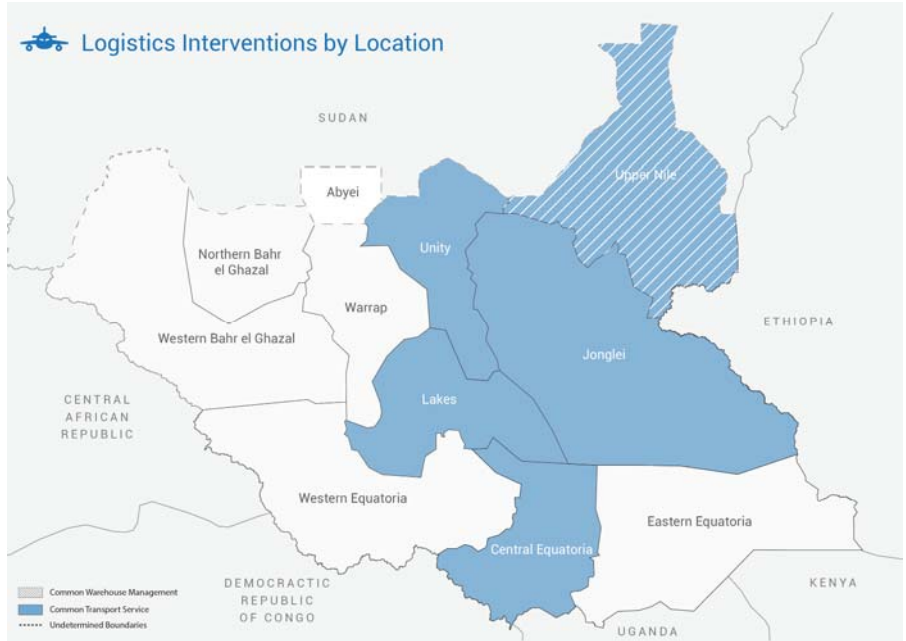 Logistics Interventions by Location
SUDAN
Upper Nile
Abyei
Unity
Northern Bahr
el Ghazal
Warrap
ETHIOPIA
Western Bahr el Ghazal
Jonglei
CENTRAL
AFRICAN
REPUBLIC
Lakes
Western Equatoria
Eastern Equatoria
Central Equatoria
DEMOCRACTIC
REPUBLIC
OF CONGO
KENYA
UGANDA
Common Warehouse Management
Common Transport Service
Undetermined Boundaries